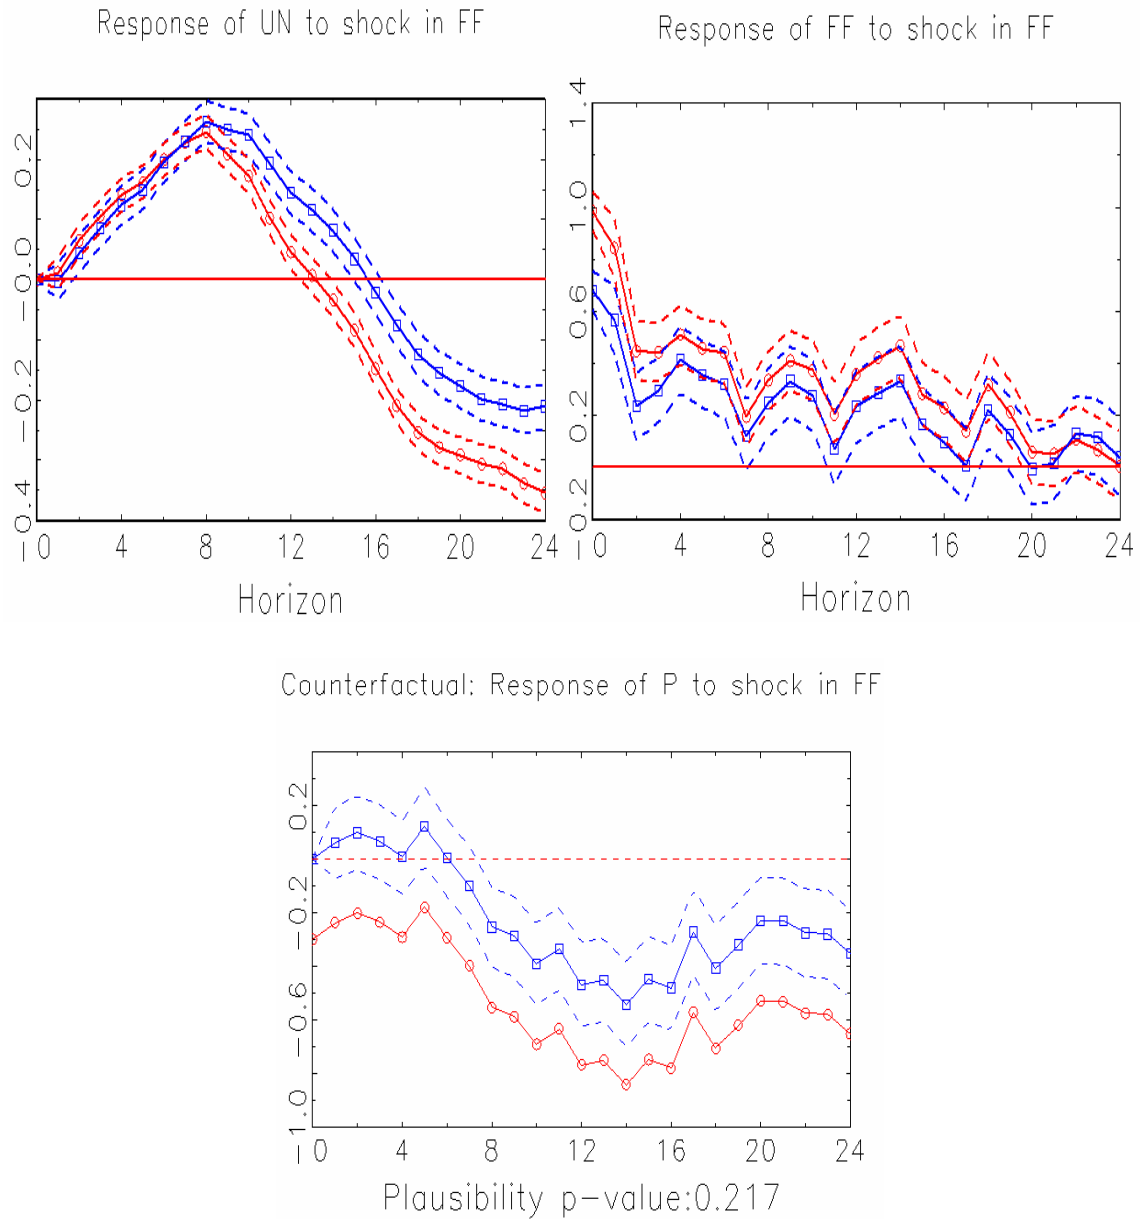 Response of UN to shock in FF
0.2
-0.0
-0.2
-0.4
0 4 8 12 16 20 24
Horizon
Response of FF to shock in FF
1.4
1.0
0.6
0.2
-0.2
0 4 8 12 16 20 24
Horizon
Counterfactual: Response of P to shock in FF
0.2
-0.2
-0.6
-1.0
0 4 8 12 16 20 24
Plausibility p-value:0.217